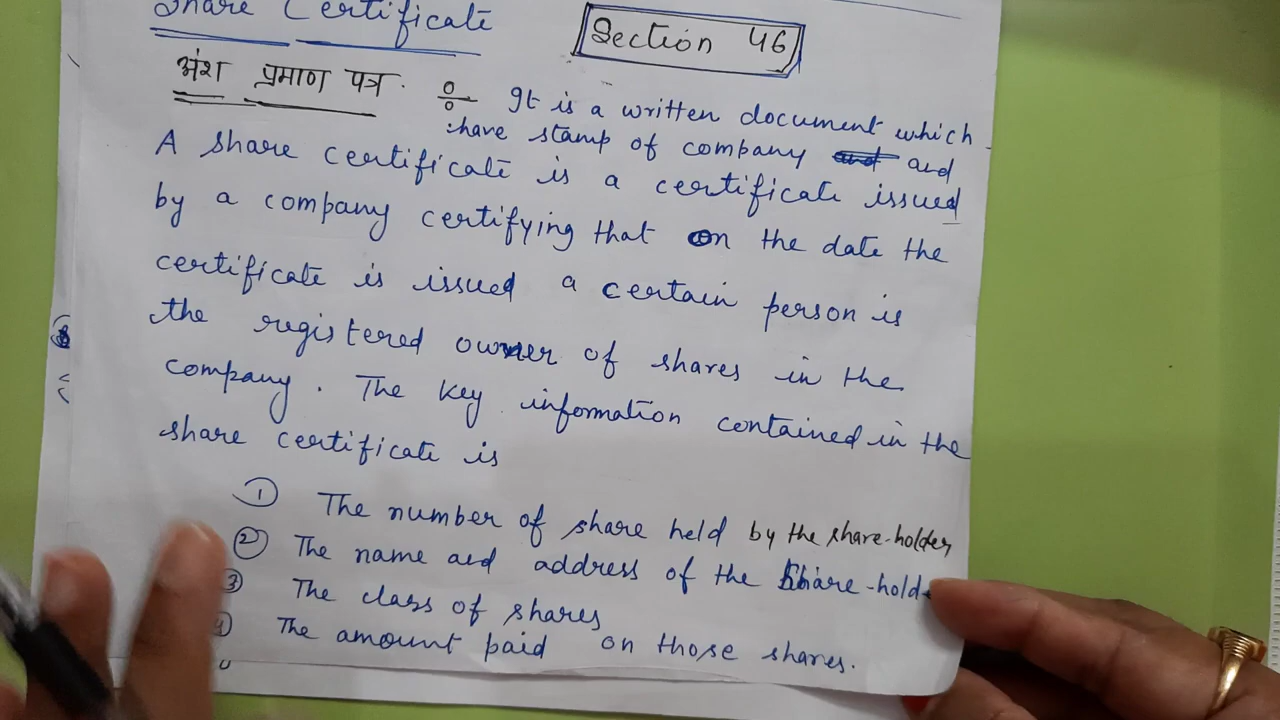 Share Certificate
Section 46
अंश प्रमाण पत्र · ÷ It is a written document which
have stamp of company and and
A share certificate is a certificate issued
by a company certifying that on the date the
certificate is issued a certain person is
the registered owner of shares in the
company. The key information contained in the
share certificate is
① The number of share held by the share-holder
② The name and address of the share-hold
③ The class of shares
④ The amount paid on those shares.